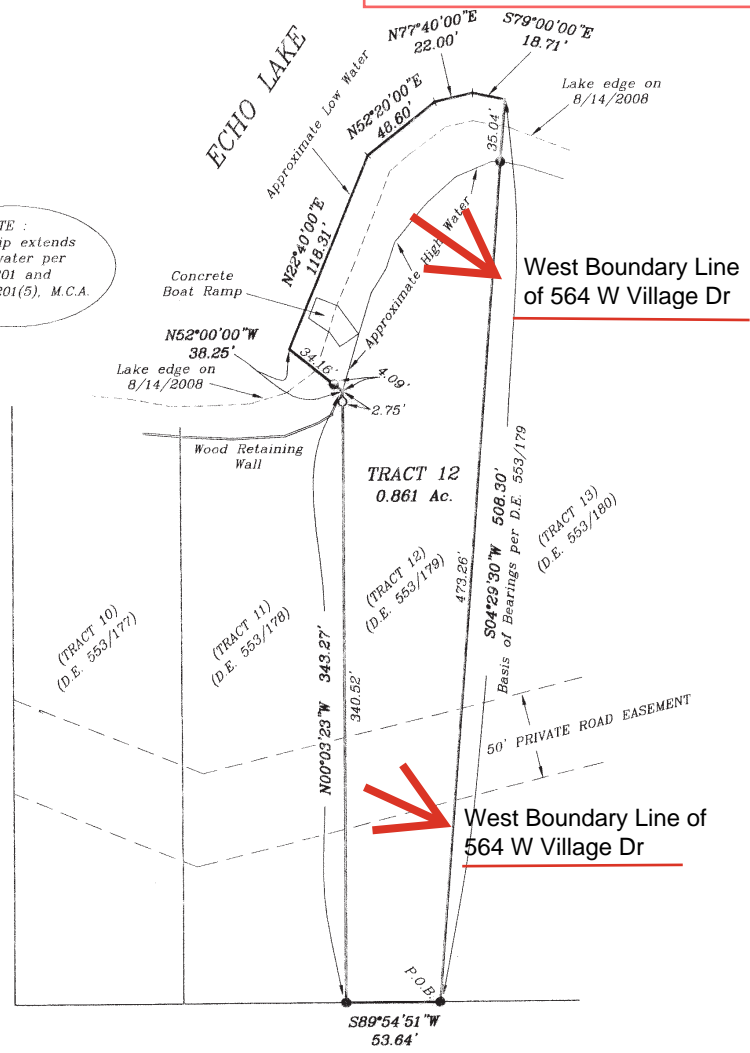 N77°40'00"E
22.00'
S79°00'00"E
18.71'
ECHO LAKE
Approximate Low Water
N52°20'00"E
48.60'
Lake edge on
8/14/2008
35.04'
TE :
ip extends
water per
201 and
201(5), M.C.A.
N22°40'00"E
118.31'
Approximate High Water
Concrete
Boat Ramp
West Boundary Line
of 564 W Village Dr
N52°00'00"W
38.25'
34.16'
Lake edge on
8/14/2008
4.09'
2.75'
Wood Retaining
Wall
TRACT 12
0.861 Ac.
S04°29'30"W 508.30'
Basis of Bearings per D.E. 553/179
473.26'
(TRACT 13)
(D.E. 553/180)
(TRACT 12)
(D.E. 553/179)
(TRACT 11)
(D.E. 553/178)
(TRACT 10)
(D.E. 553/177)
N00°03'23"W 343.27'
340.52'
50' PRIVATE ROAD EASEMENT
West Boundary Line of
564 W Village Dr
P.O.B.
S89°54'51"W
53.64'